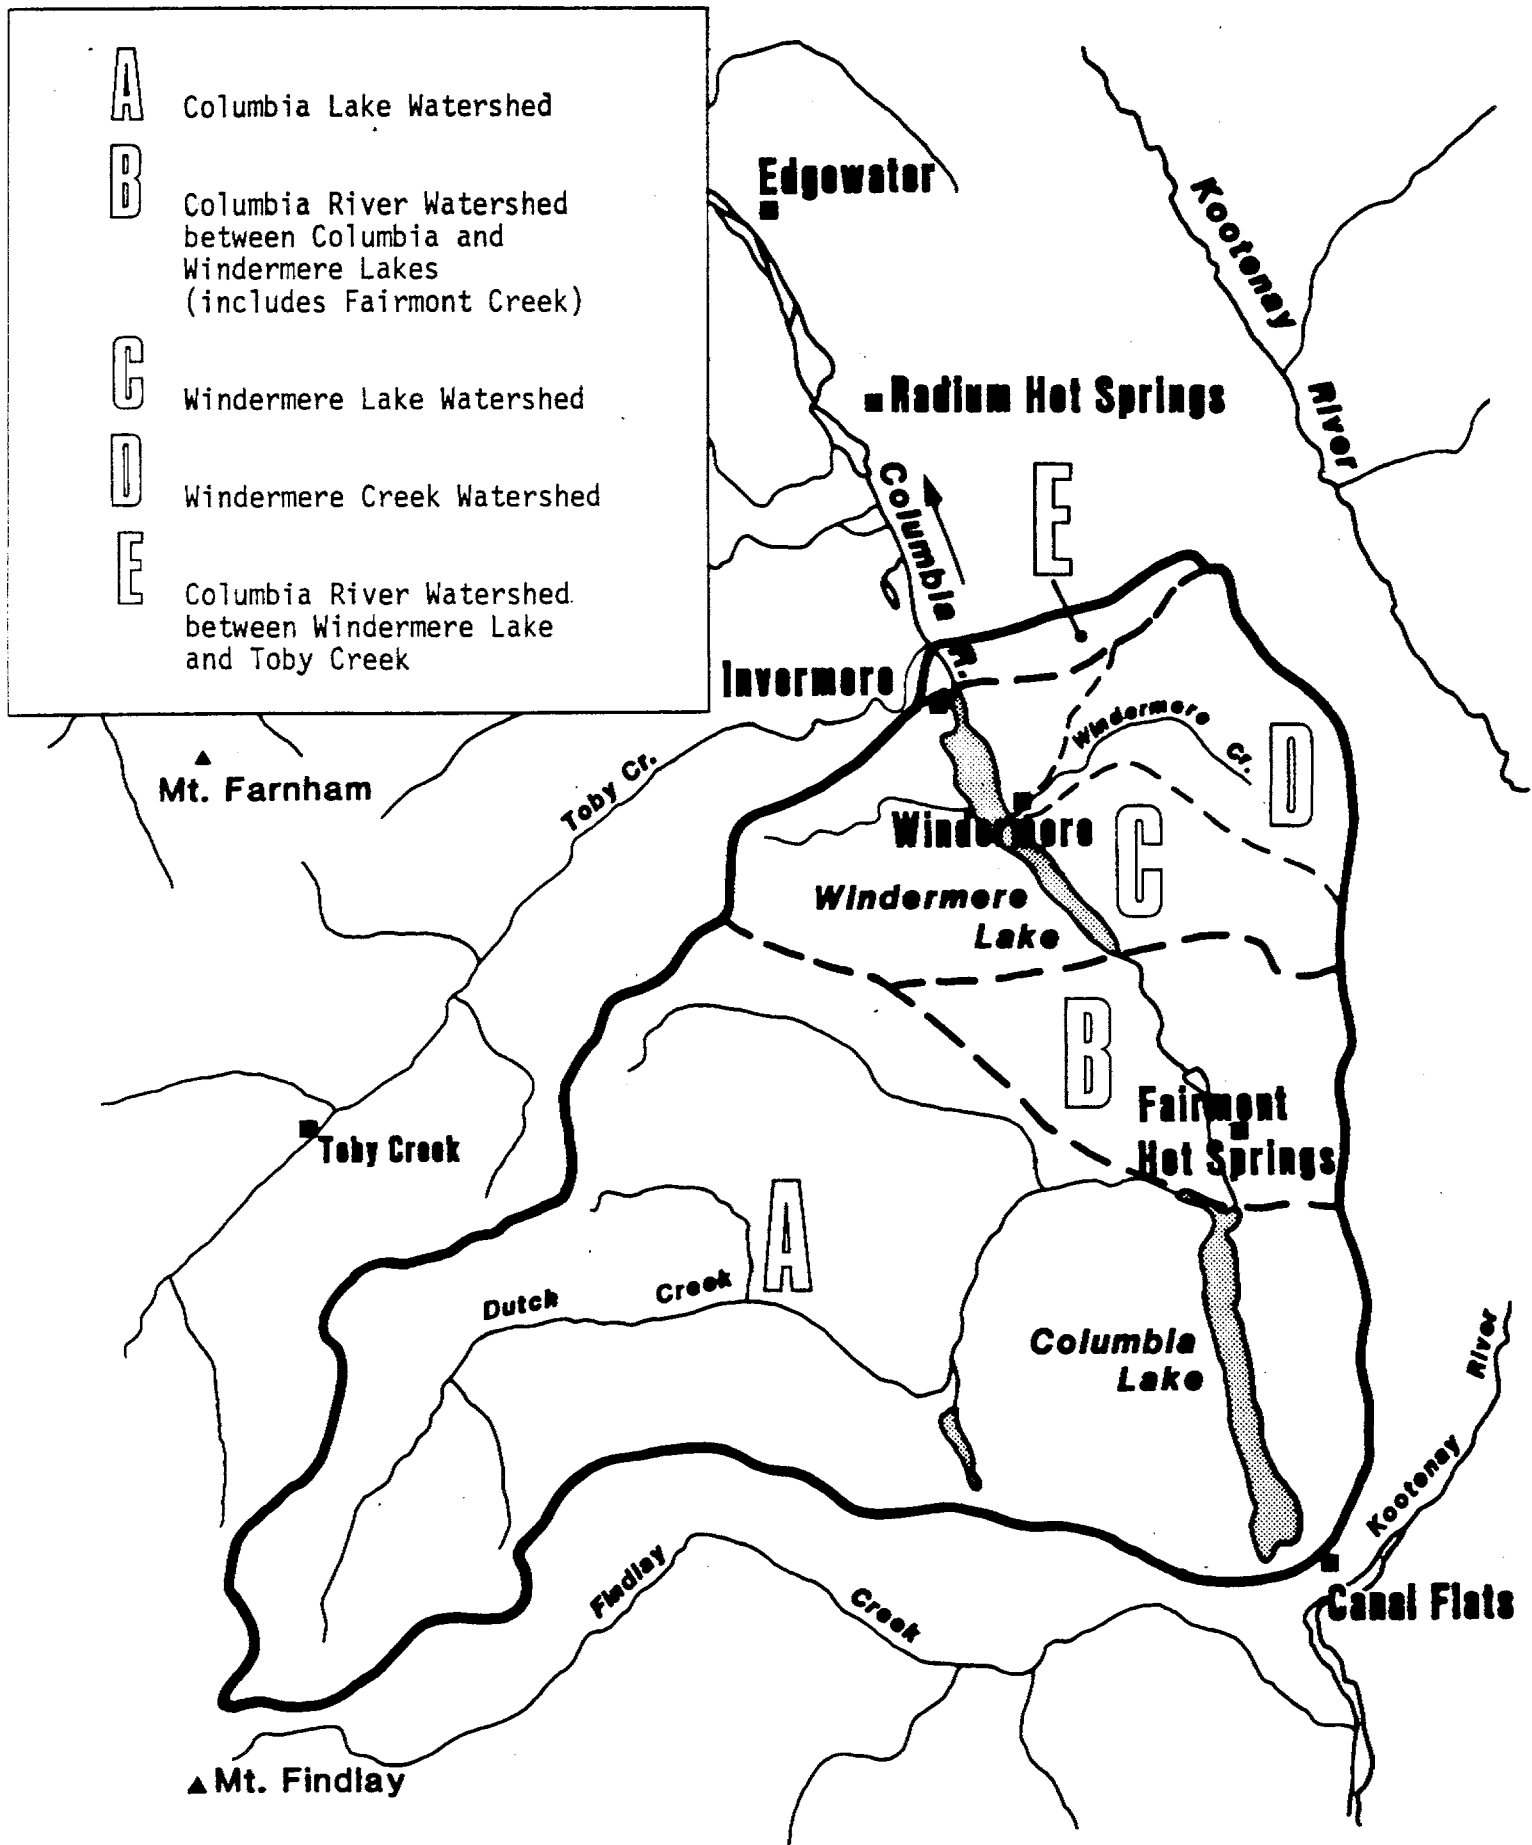 A
Columbia Lake Watershed
B
Columbia River Watershed
between Columbia and
Windermere Lakes
(includes Fairmont Creek)
C
Windermere Lake Watershed
D
Windermere Creek Watershed
E
Columbia River Watershed
between Windermere Lake
and Toby Creek
Edgewater
Kootenay
River
Radium Hot Springs
Columbia
R.
E
Invermere
Windermere
Cr.
D
Mt. Farnham
Toby Cr.
Windermere
C
Windermere
Lake
B
Fairmont
Hot Springs
Toby Creek
A
Dutch
Creek
Columbia
Lake
River
Kootenay
Findlay
Creek
Canal Flats
Mt. Findlay